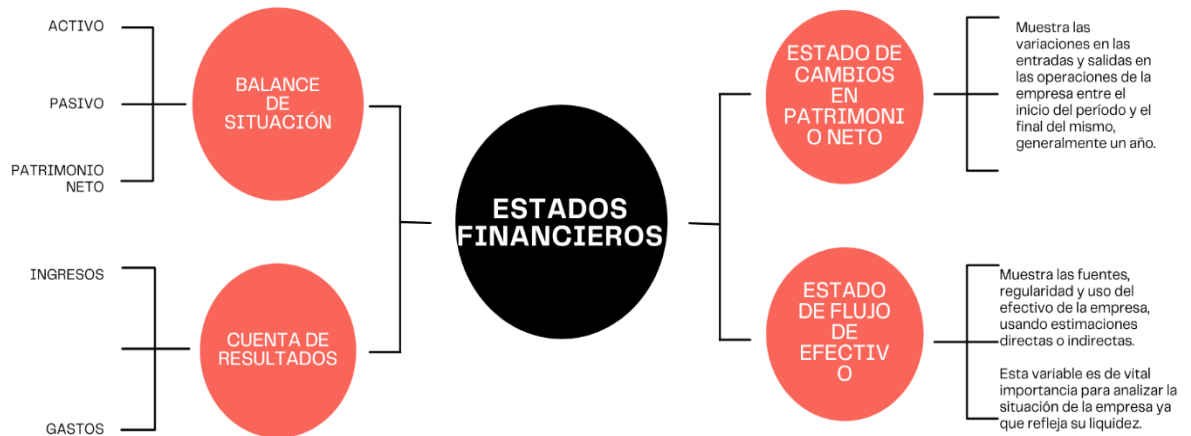 ACTIVO
PASIVO
PATRIMONIO
NETO
BALANCE
DE
SITUACIÓN
INGRESOS
GASTOS
CUENTA DE
RESULTADOS
ESTADOS
FINANCIEROS
ESTADO DE
CAMBIOS
EN
PATRIMONI
O NETO
Muestra las
variaciones en las
entradas y salidas en
las operaciones de la
empresa entre el
inicio del período y el
final del mismo,
generalmente un año.
ESTADO
DE FLUJO
DE
EFECTIV
O
Muestra las fuentes,
regularidad y uso del
efectivo de la empresa,
usando estimaciones
directas o indirectas.
Esta variable es de vital
importancia para analizar la
situación de la empresa ya
que refleja su liquidez.